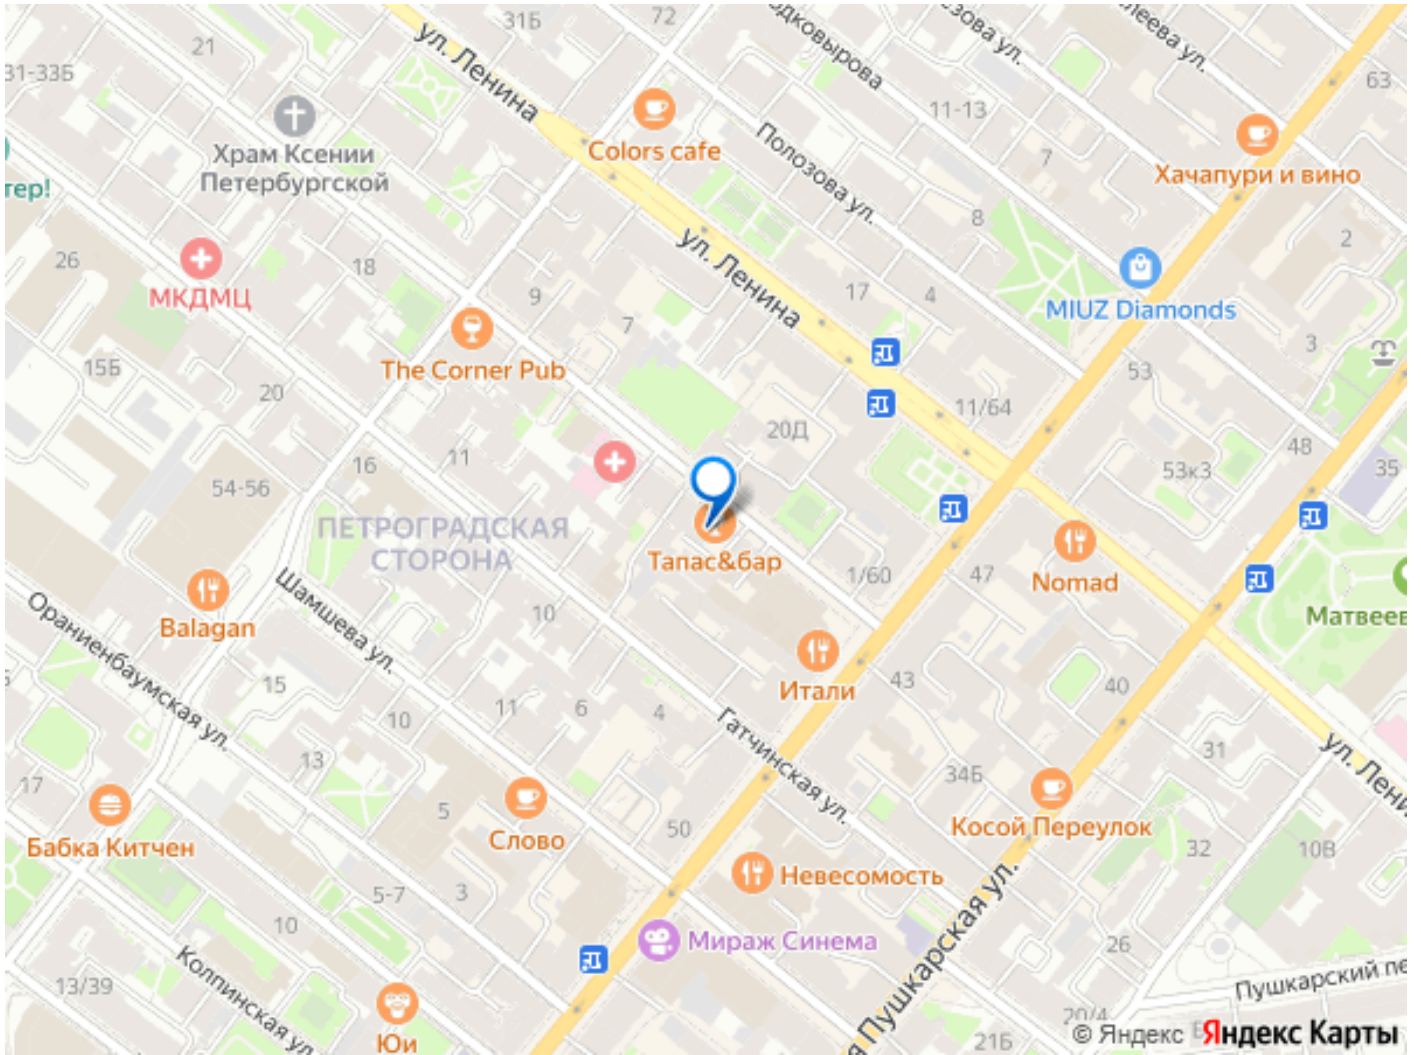 31Б
72
ул. Ленина
21
31-33Б
63
11-13
Colors cafe
Полозова ул.
7
Храм Ксении
Петербургской
Хачапури и вино
тер!
8
2
26
18
ул. Ленина
МКДМЦ
9
17
4
MIUZ Diamonds
7
3
15Б
The Corner Pub
53
20
11/64
20Д
48
16
11
53к3
35
54-56
ПЕТРОГРАДСКАЯ
СТОРОНА
Тапас&бар
1/60
47
Nomad
Шамшева ул.
Ораниенбаумская ул.
10
Матвеев
Balagan
15
Итали
43
40
11
6
4
10
Гатчинская ул.
31
13
34Б
17
5
Слово
50
Косой Переулок
32
10В
Бабка Китчен
Невесомость
5-7
3
10
Мираж Синема
26
Колпинская ул.
13/39
я Пушкарская ул.
Пушкарский пе
20/4
Юи
21Б
© Яндекс Яндекс Карты